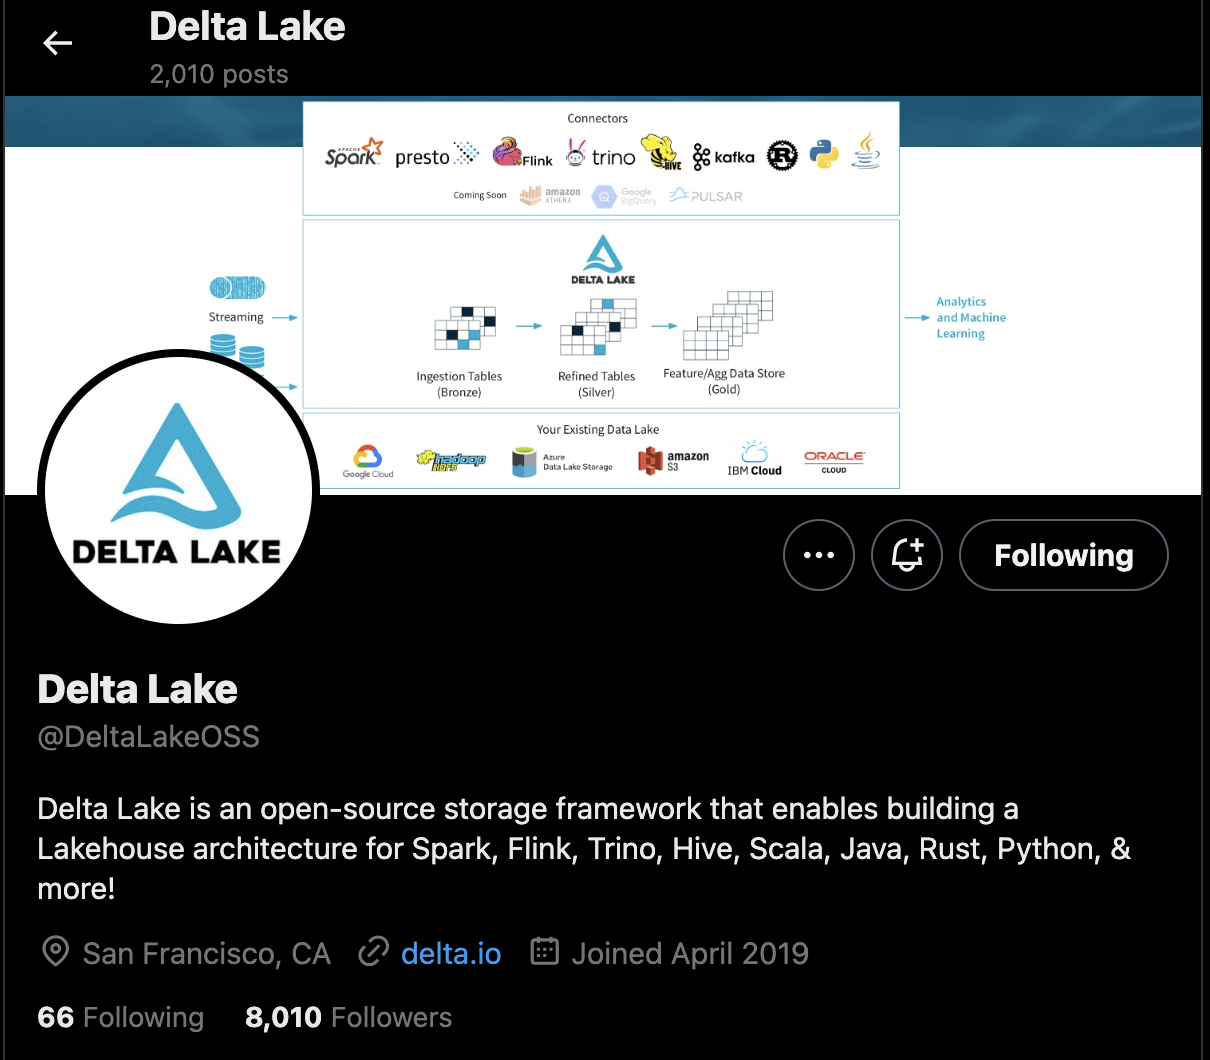 Delta Lake
2,010 posts
Connectors
APACHE Spark presto Flink trino HIVE kafka R Java
Coming Soon amazon ATHENA Google BigQuery PULSAR
DELTA LAKE
Streaming
Ingestion Tables
(Bronze)
Refined Tables
(Silver)
Feature/Agg Data Store
(Gold)
Analytics
and Machine
Learning
Your Existing Data Lake
Google Cloud
hadoop
HDFS
Azure
Data Lake Storage
amazon
S3
IBM Cloud
ORACLE
CLOUD
DELTA LAKE
Following
Delta Lake
@DeltaLakeOSS
Delta Lake is an open-source storage framework that enables building a
Lakehouse architecture for Spark, Flink, Trino, Hive, Scala, Java, Rust, Python, &
more!
San Francisco, CA delta.io Joined April 2019
66 Following 8,010 Followers